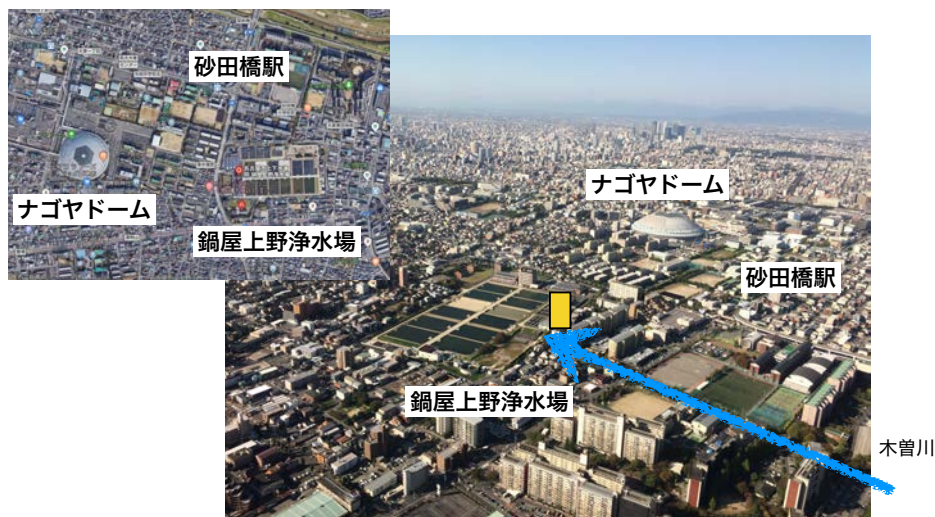 砂田橋駅
ナゴヤドーム
鍋屋上野浄水場
ナゴヤドーム
砂田橋駅
鍋屋上野浄水場
木曽川